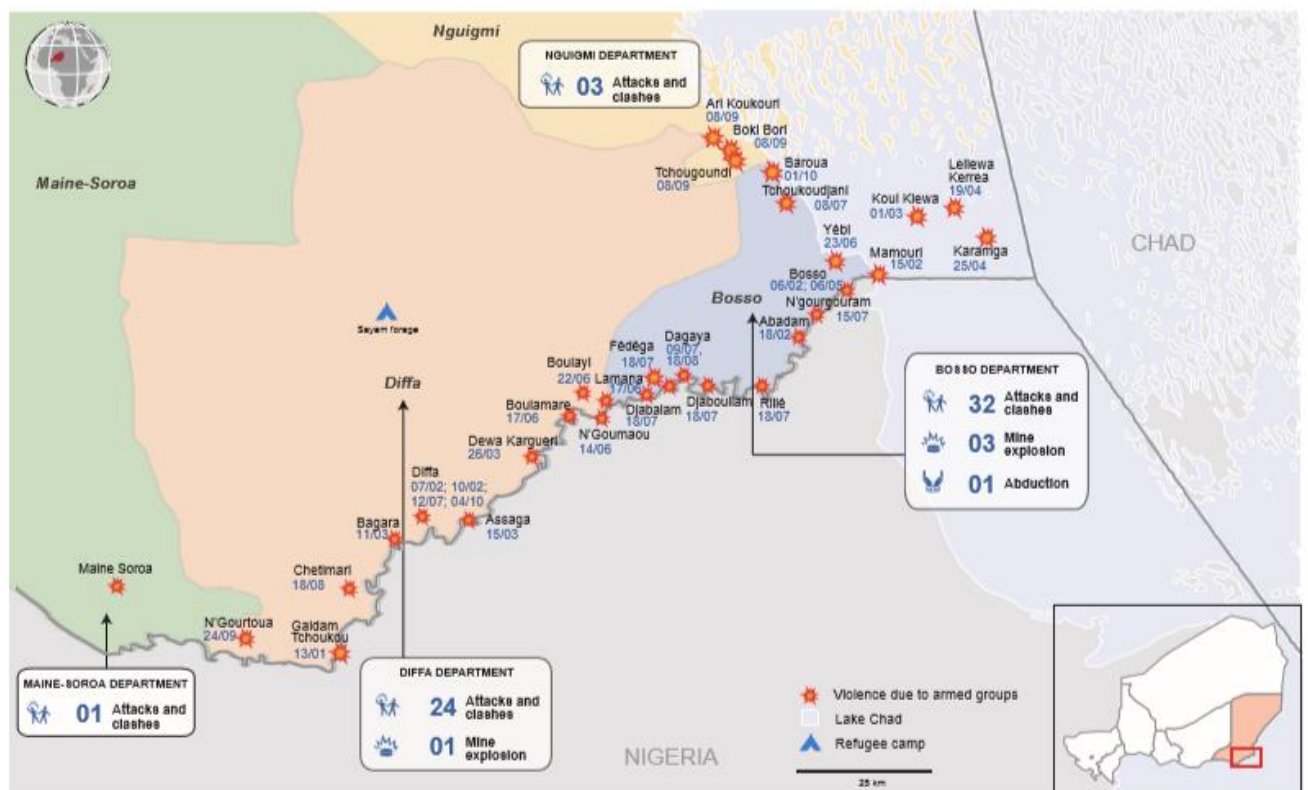 Nguigmi
NGUIGMI DEPARTMENT
03 Attacks and
clashes
Ari Koukouri
08/09
Boki Bori
08/09
Tchougoundi
08/09
Baroua
01/10
Tchoukoudjani
08/07
Lellewa
Kerrea
19/04
Koul Klewa
01/03
Karamga
25/04
CHAD
Maine-Soroa
Yébi
23/06
Mamouri
15/02
Bosso
06/02; 06/05
Bosso
N'gourgouram
15/07
Abadam
18/02
Sayam forage
Diffa
Dagaya
09/07,
18/08
Fédéga
18/07
Boulayi
22/06
Lamana
17/06
Boulamare
17/06
Djabalam
18/07
Djaboullam
18/07
Rillé
18/07
N'Goumaou
14/06
Dewa Kargueri
26/03
Diffa
07/02; 10/02;
12/07; 04/10
Assaga
15/03
Bagara
11/03
BOSSO DEPARTMENT
32 Attacks and
clashes
03 Mine
explosion
01 Abduction
Maine Soroa
Chetimari
18/08
N'Gourtoua
24/09
Gaidam
Tchoukou
13/01
MAINE-SOROA DEPARTMENT
01 Attacks and
clashes
DIFFA DEPARTMENT
24 Attacks and
clashes
01 Mine
explosion
NIGERIA
Violence due to armed groups
Lake Chad
Refugee camp
25 km